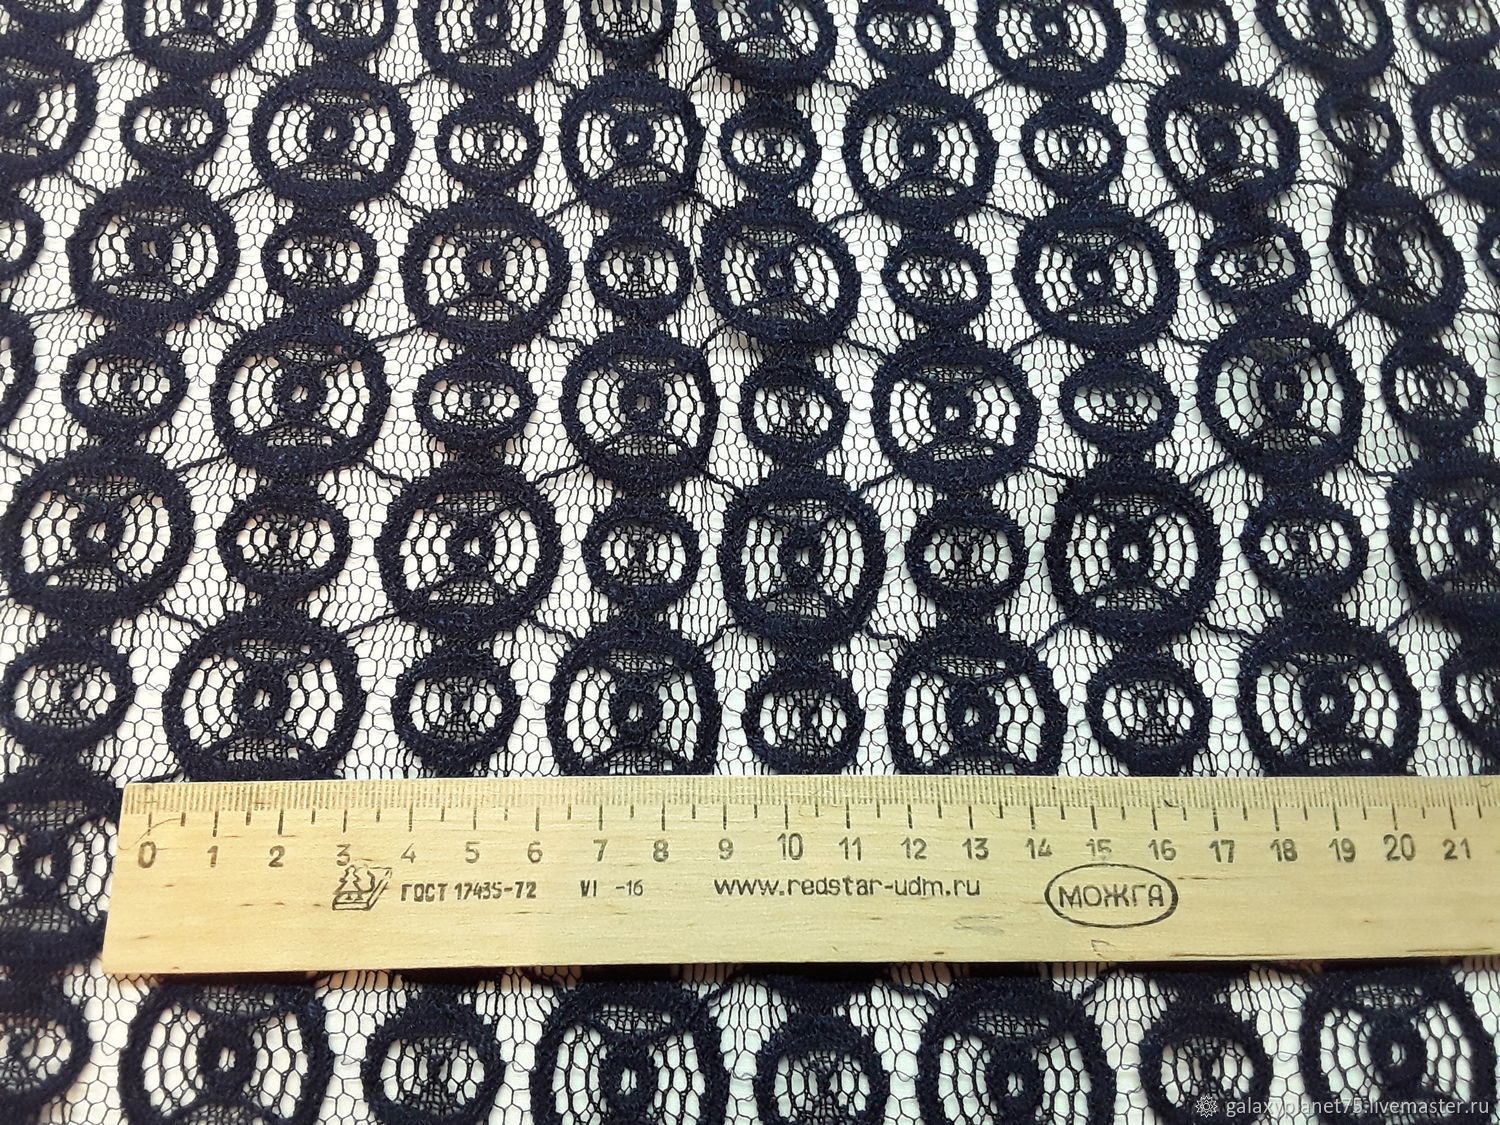 0 1 2 3 4 5 6 7 8 9 10 11 12 13 14 15 16 17 18 19 20 21
ГОСТ 17435-72 VI -16 www.redstar-udm.ru МОЖГА
galaxyplanet75.livemaster.ru